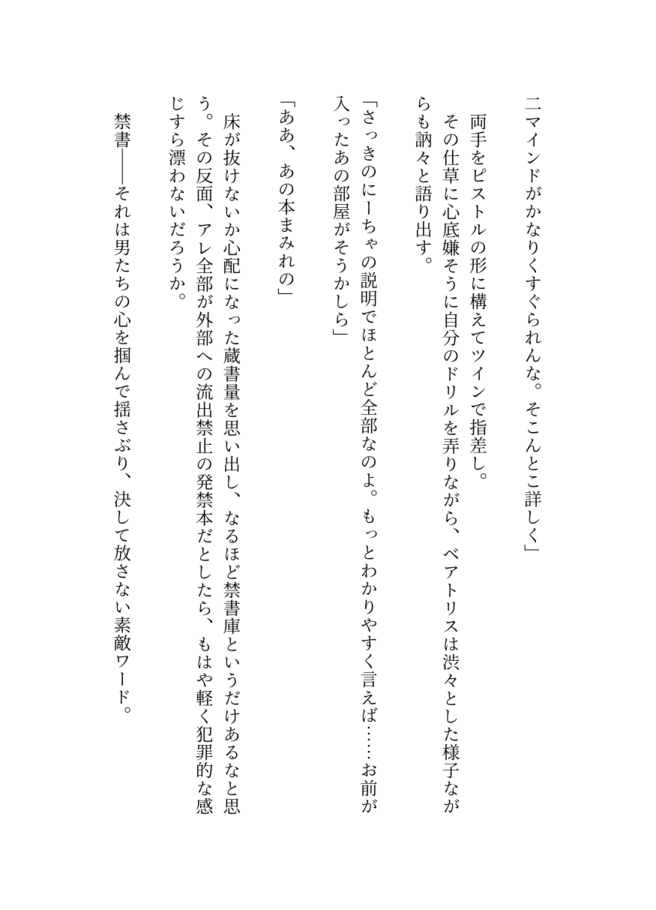 二マインドがかなりくすぐられんな。そこんとこ詳しく」
両手をピストルの形に構えてツインで指差し。
その仕草に心底嫌そうに自分のドリルを弄りながら、ベアトリスは渋々とした様子なが
らも訥々と語り出す。
「さっきのにーちゃの説明でほとんど全部なのよ。もっとわかりやすく言えば……お前が
入ったあの部屋がそうかしら」
「ああ、あの本まみれの」
床が抜けないか心配になった蔵書量を思い出し、なるほど禁書庫というだけあるなと思
う。その反面、アレ全部が外部への流出禁止の発禁本だとしたら、もはや軽く犯罪的な感
じすら漂わないだろうか。
禁書――それは男たちの心を掴んで揺さぶり、決して放さない素敵ワード。